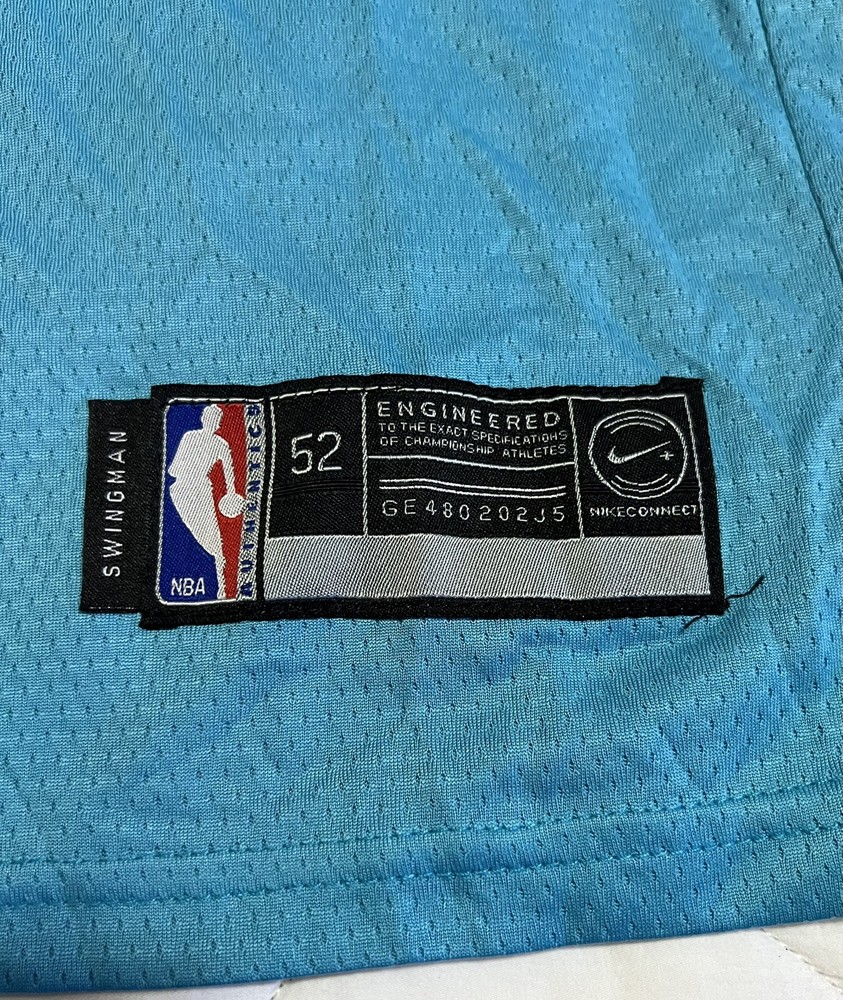 SWINGMAN
NBA
AUTHENTICS
52
ENGINEERED
TO THE EXACT SPECIFICATIONS
OF CHAMPIONSHIP ATHLETES
GE480202J5
NIKECONNECT